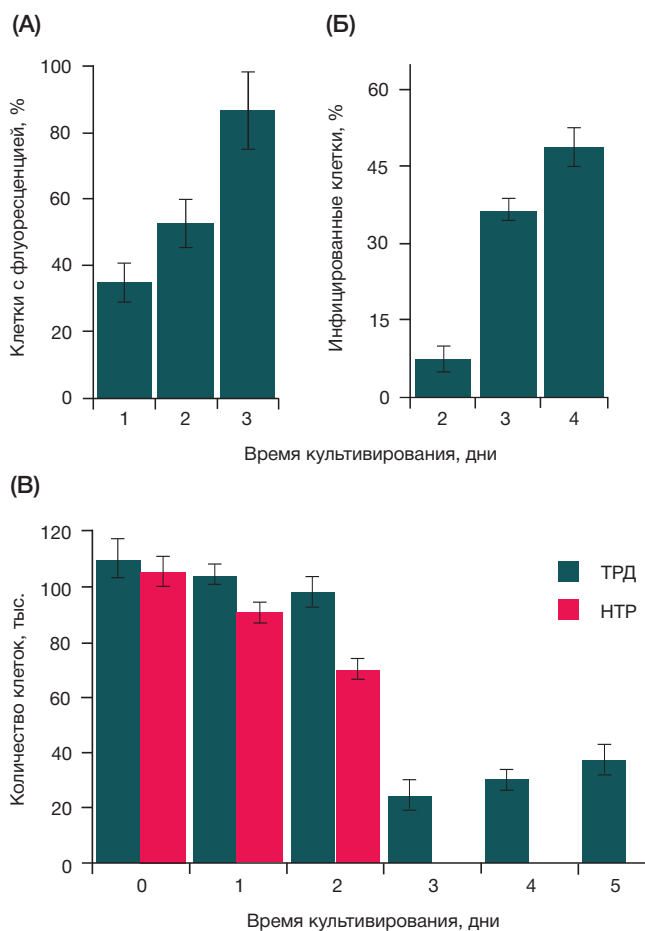 (А)
Клетки с флуоресценцией, %
100
80
60
40
20
0
1 2 3
(Б)
Инфицированные клетки, %
60
45
30
15
0
2 3 4
Время культивирования, дни
(В)
Количество клеток, тыс.
120
100
80
60
40
20
0
0 1 2 3 4 5
ТРД
НТР
Время культивирования, дни